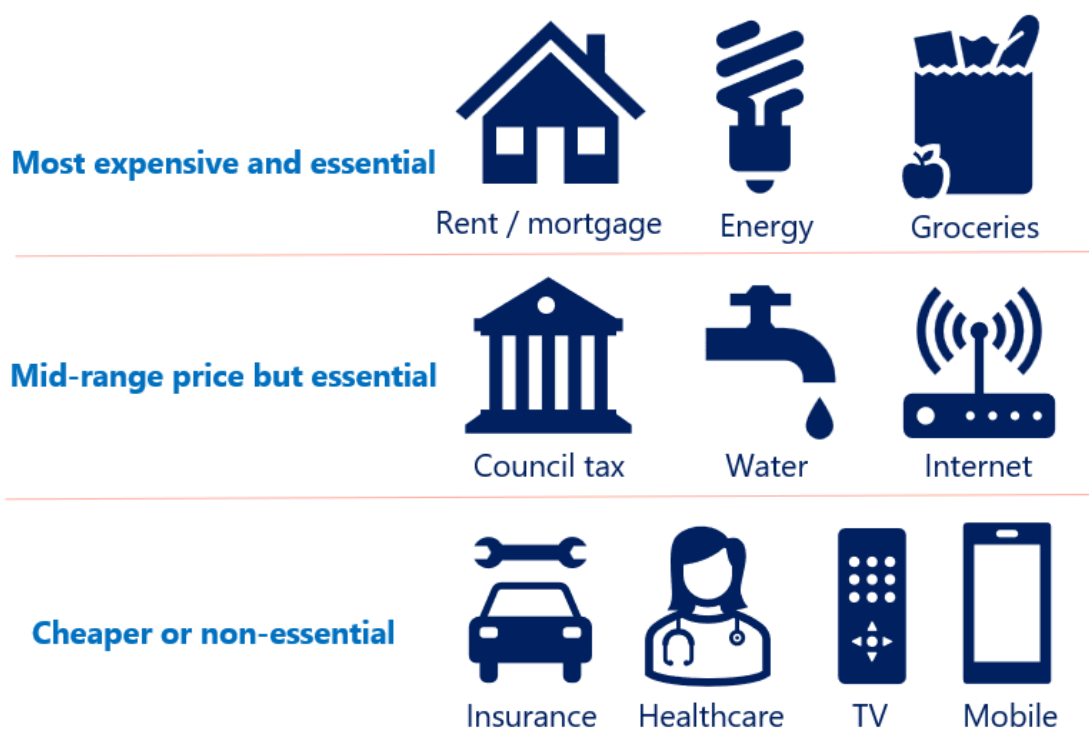 Most expensive and essential
Rent / mortgage
Energy
Groceries
Mid-range price but essential
Council tax
Water
Internet
Cheaper or non-essential
Insurance
Healthcare
TV
Mobile